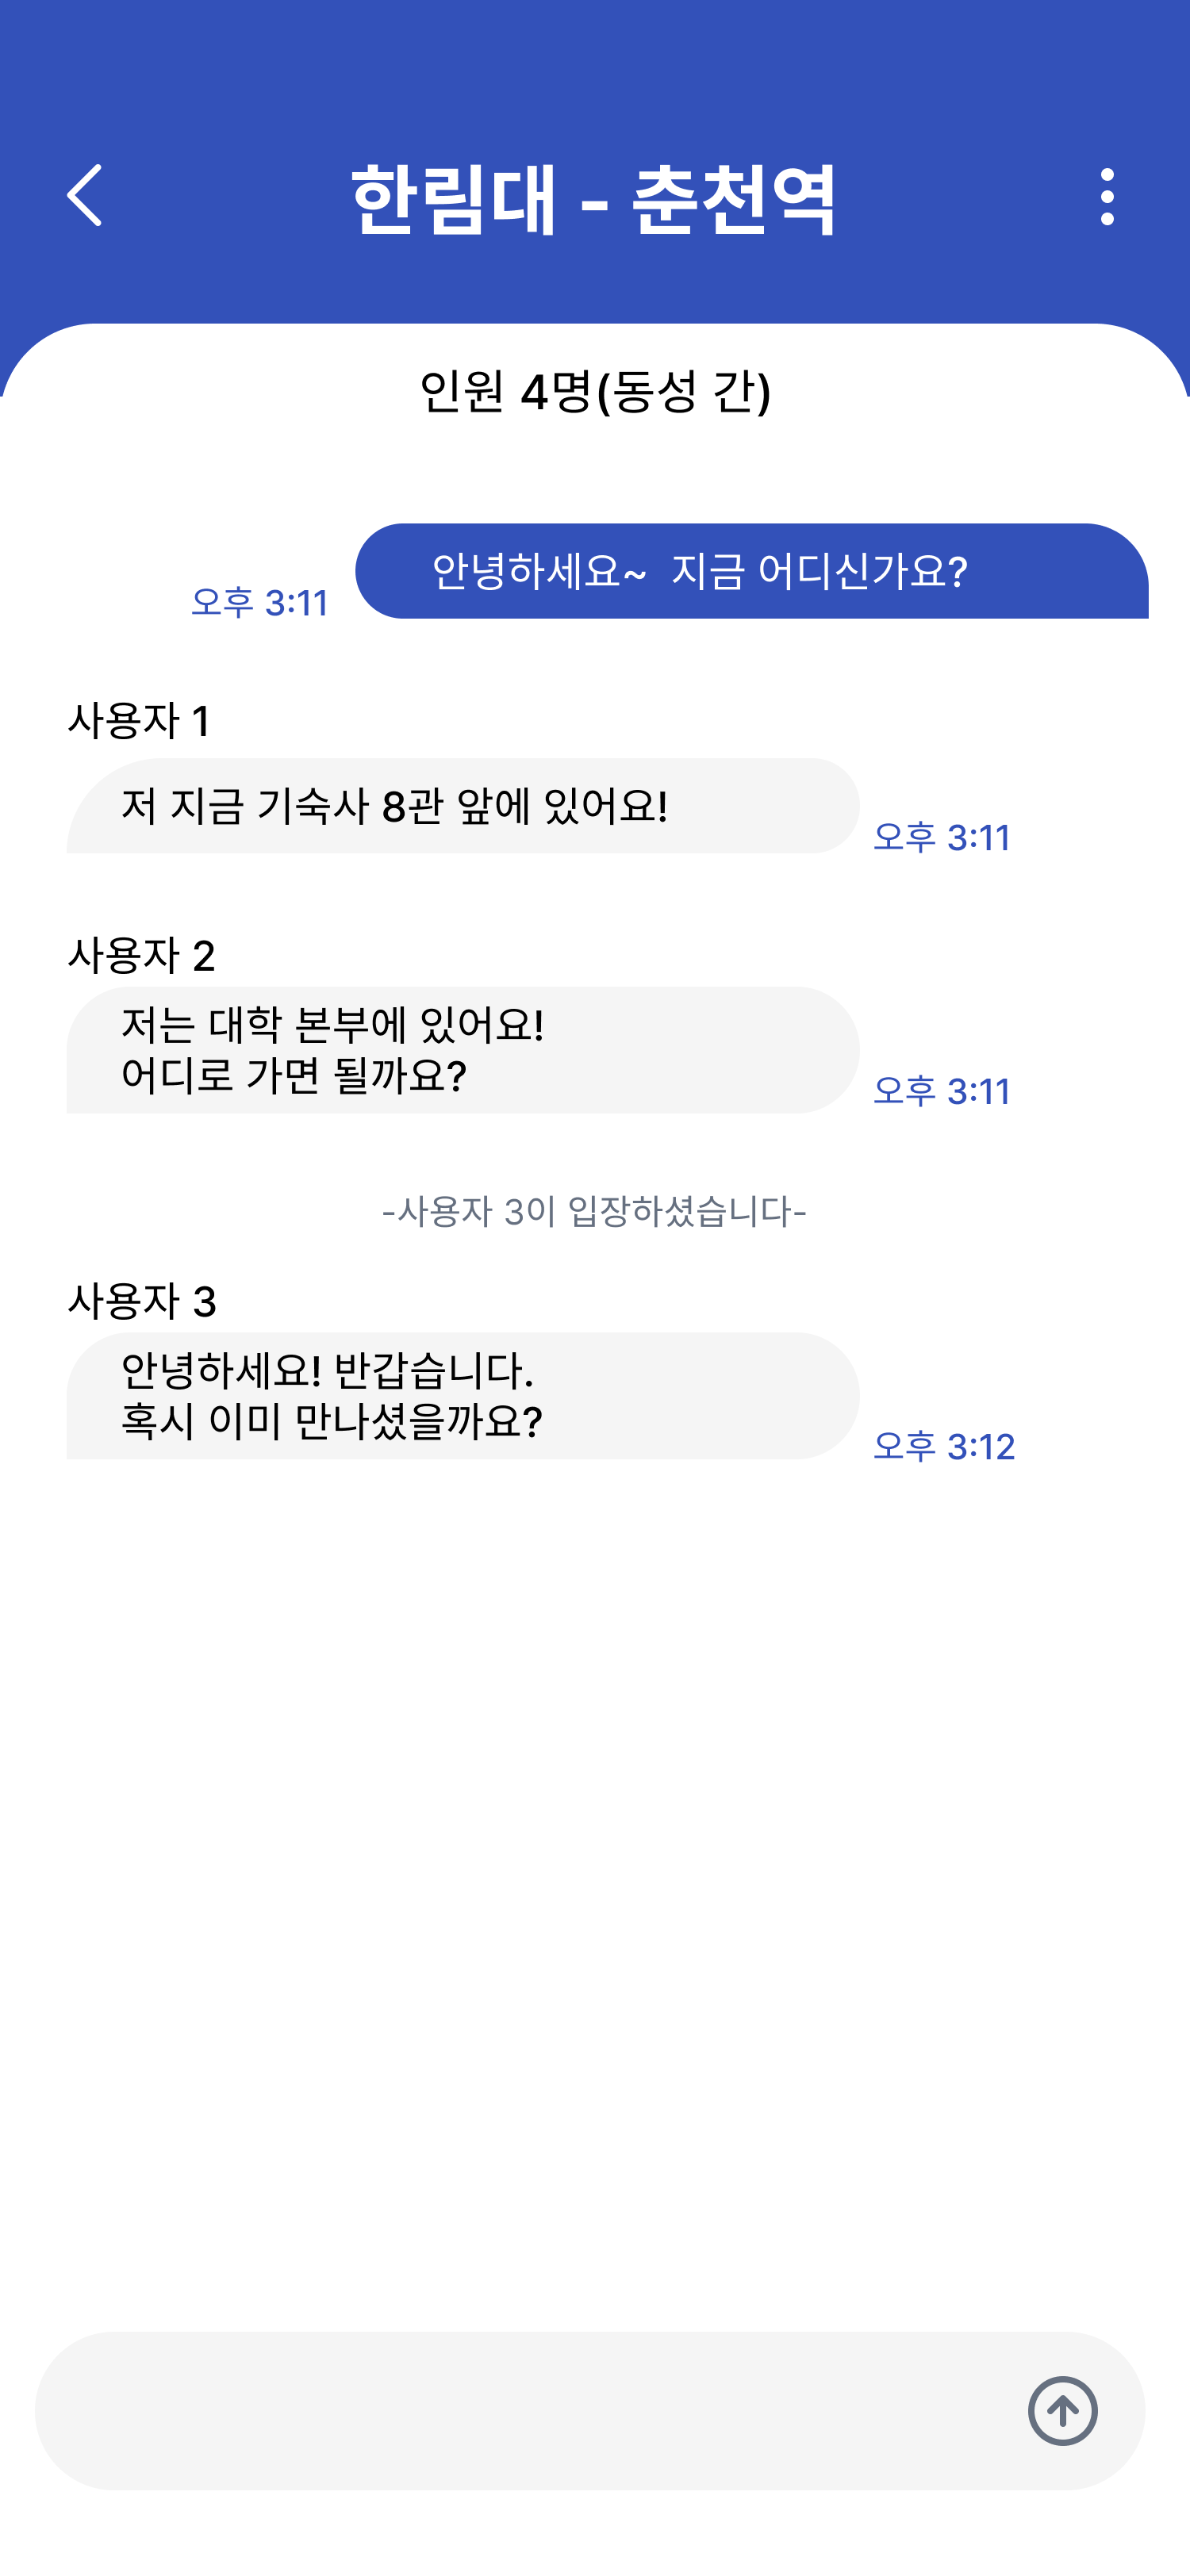 한림대 - 춘천역
인원 4명(동성 간)
안녕하세요~  지금 어디신가요?
오후 3:11
사용자 1
저 지금 기숙사 8관 앞에 있어요!
오후 3:11
사용자 2
저는 대학 본부에 있어요!
어디로 가면 될까요?
오후 3:11
-사용자 3이 입장하셨습니다-
사용자 3
안녕하세요! 반갑습니다.
혹시 이미 만나셨을까요?
오후 3:12